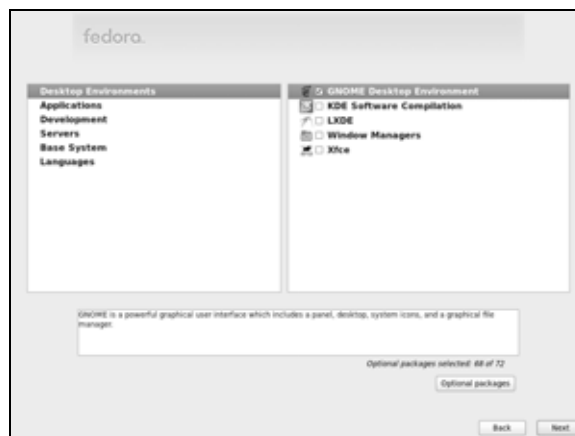 fedora.
Desktop Environments
Applications
Development
Servers
Base System
Languages
GNOME Desktop Environment
KDE Software Compilation
LXDE
Window Managers
Xfce
GNOME is a powerful graphical user interface which includes a panel, desktop, system icons, and a graphical file
manager.
Optional packages selected: 68 of 72
Optional packages
Back
Next